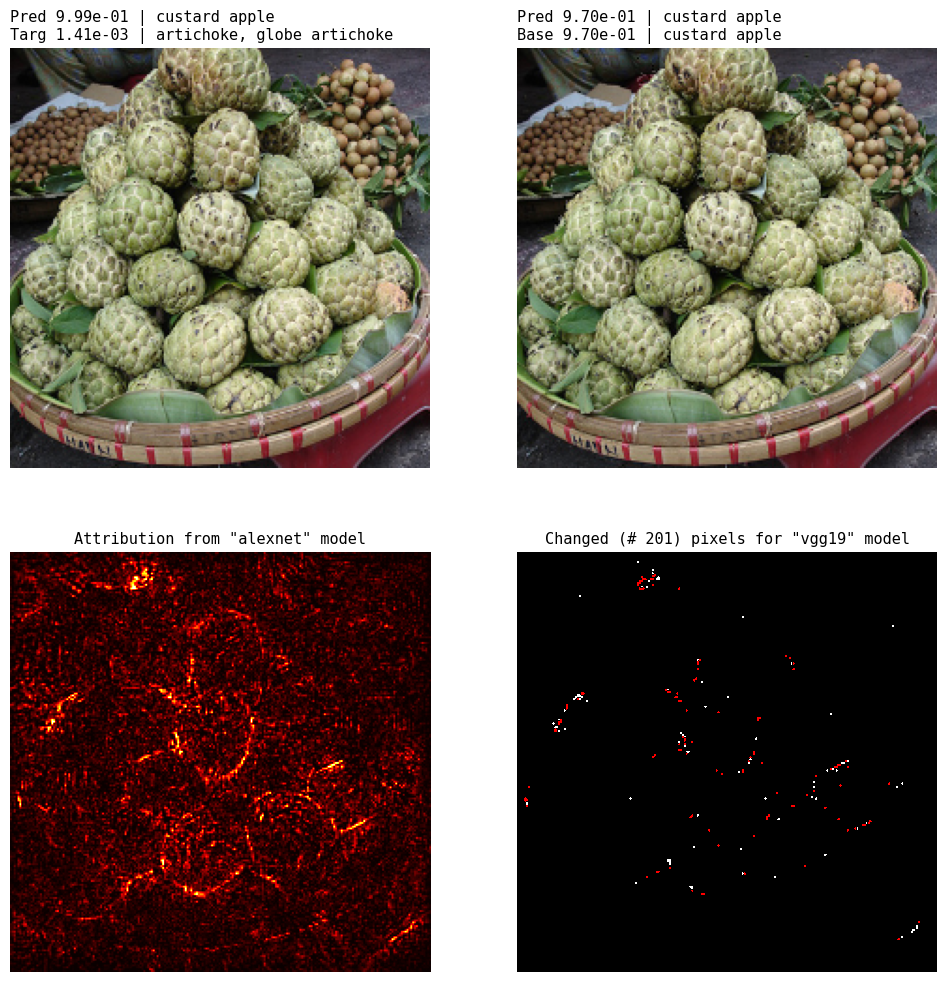 Pred 9.99e-01 | custard apple
Targ 1.41e-03 | artichoke, globe artichoke
Pred 9.70e-01 | custard apple
Base 9.70e-01 | custard apple
Attribution from "alexnet" model
Changed (# 201) pixels for "vgg19" model